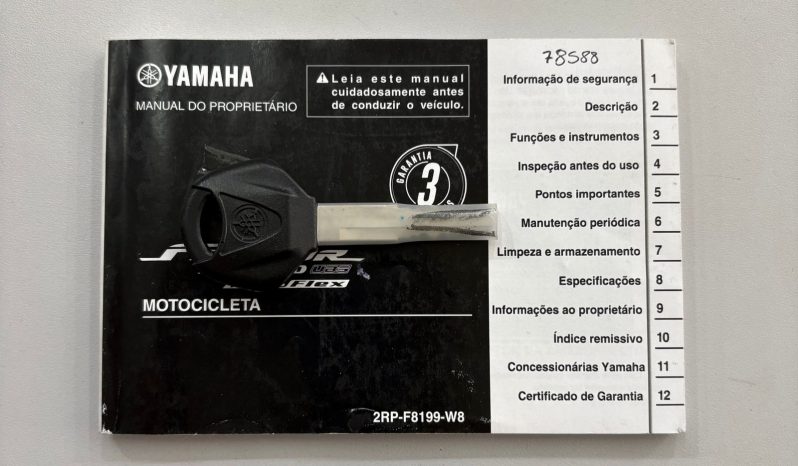 YAMAHA
MANUAL DO PROPRIETÁRIO
Leia este manual
cuidadosamente antes
de conduzir o veículo.
GARANTIA
3
UBS
Flex
MOTOCICLETA
2RP-F8199-W8
78588
Informação de segurança 1
Descrição 2
Funções e instrumentos 3
Inspeção antes do uso 4
Pontos importantes 5
Manutenção periódica 6
Limpeza e armazenamento 7
Especificações 8
Informações ao proprietário 9
Índice remissivo 10
Concessionárias Yamaha 11
Certificado de Garantia 12